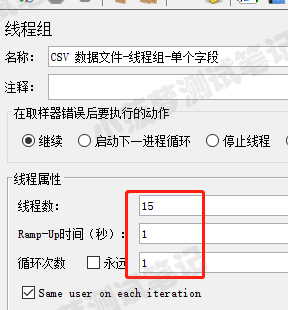 线程组
名称： CSV 数据文件-线程组-单个字段
注释：
在取样器错误后要执行的动作
继续 启动下一进程循环 停止线程
线程属性
线程数： 15
Ramp-Up时间（秒）： 1
循环次数 永远 1
Same user on each iteration